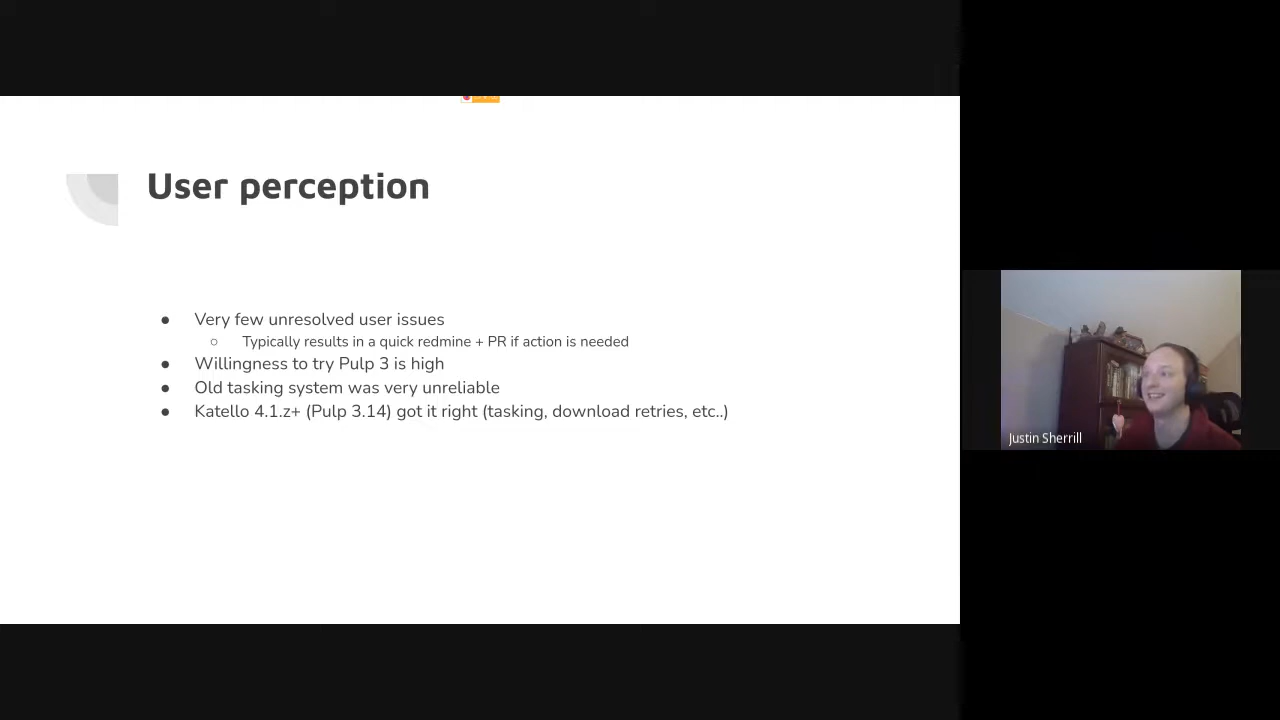 User perception
● Very few unresolved user issues
○ Typically results in a quick redmine + PR if action is needed
● Willingness to try Pulp 3 is high
● Old tasking system was very unreliable
● Katello 4.1.z+ (Pulp 3.14) got it right (tasking, download retries, etc..)
Justin Sherrill